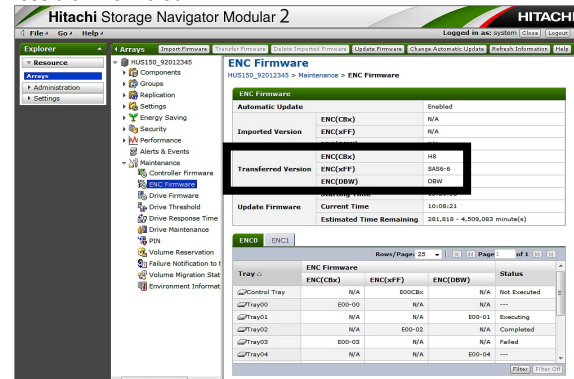 Hitachi Storage Navigator Modular 2
HITACHI
File Go Help
Logged in as: system Close Logout
Explorer
Resource
Arrays
Administration
Settings
Arrays Import Firmware Transfer Firmware Delete Imported Firmware Update Firmware Change Automatic Update Refresh Information Help
HUS150_92012345
Components
Groups
Replication
Settings
Energy Saving
Security
Performance
Alerts & Events
Maintenance
Controller Firmware
ENC Firmware
Drive Firmware
Drive Threshold
Drive Response Time
Drive Maintenance
PIN
Volume Reservation
Failure Notification to t
Volume Migration Stat
Environment Informat
ENC Firmware
HUS150_92012345 > Maintenance > ENC Firmware
ENC Firmware
Automatic Update Enabled
Imported Version ENC(CBx) N/A
ENC(xFF) N/A
Transferred Version ENC(CBx) HB
ENC(xFF) SAS6-6
ENC(DBW) DBW
Update Firmware Current Time 10:08:21
Estimated Time Remaining 281,818 - 4,509,083 minute(s)
ENC0 ENC1
Rows/Page: 25 Page 1 of 1
Tray ENC Firmware Status
ENC(CBx) ENC(xFF) ENC(DBW)
Control Tray N/A E00CBx N/A Not Executed
Tray00 E00-00 N/A N/A ---
Tray01 N/A N/A E00-01 Executing
Tray02 N/A E00-02 N/A Completed
Tray03 E00-03 N/A N/A Failed
Tray04 N/A N/A E00-04 ---
Filter Filter Off